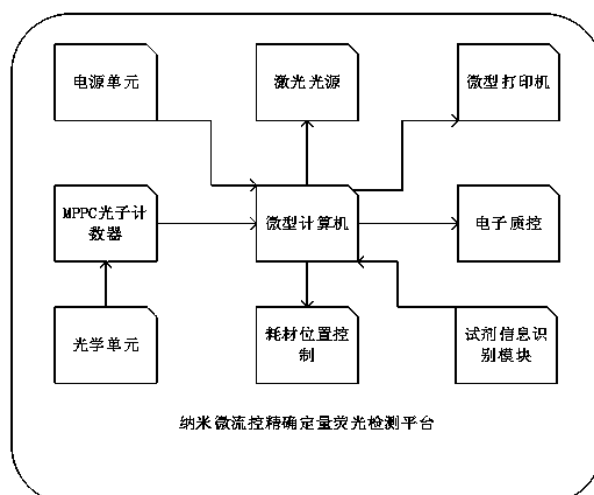 电源单元
激光光源
微型打印机
MPPC光子计
数器
微型计算机
电子质控
光学单元
耗材位置控
制
试剂信息识
别模块
纳米微流控精确定量荧光检测平台